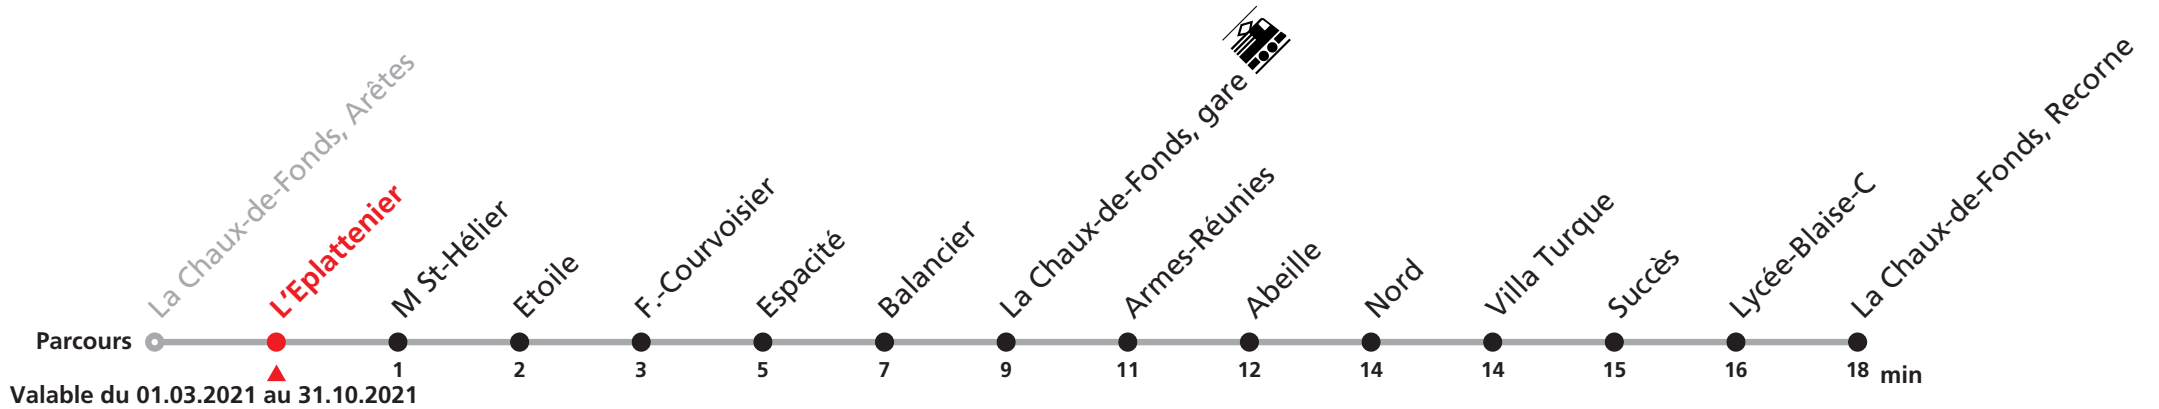 La Chaux-de-Fonds, Arêtes
L'Eplattenier
M St-Hélier
Etoile
F.-Courvoisier
Espacité
Balancier
La Chaux-de-Fonds, gare
Armes-Réunies
Abeille
Nord
Villa Turque
Succès
Lycée-Blaise-C
La Chaux-de-Fonds, Recorne
Parcours
1 2 3 5 7 9 11 12 14 14 15 16 18 min
Valable du 01.03.2021 au 31.10.2021